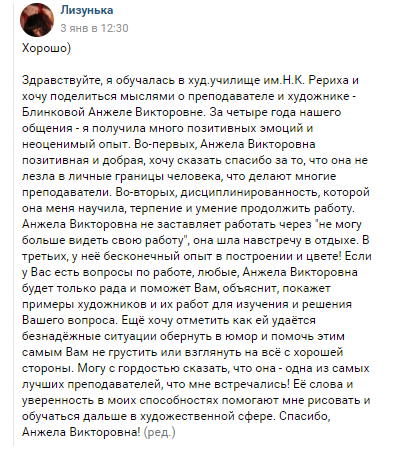 Лизунька
3 янв в 12:30
Хорошо)
Здравствуйте, я обучалась в худ.училище им.Н.К. Рериха и
хочу поделиться мыслями о преподавателе и художнике -
Блинковой Анжеле Викторовне. За четыре года нашего
общения - я получила много позитивных эмоций и
неоценимый опыт. Во-первых, Анжела Викторовна
позитивная и добрая, хочу сказать спасибо за то, что она не
лезла в личные границы человека, что делают многие
преподаватели. Во-вторых, дисциплинированность, которой
она меня научила, терпение и умение продолжить работу.
Анжела Викторовна не заставляет работать через "не могу
больше видеть свою работу", она шла навстречу в отдыхе. В
третьих, у неё бесконечный опыт в построении и цвете! Если
у Вас есть вопросы по работе, любые, Анжела Викторовна
будет только рада и поможет Вам, объяснит, покажет
примеры художников и их работ для изучения и решения
Вашего вопроса. Ещё хочу отметить как ей удаётся
безнадёжные ситуации обернуть в юмор и помочь этим
самым Вам не грустить или взглянуть на всё с хорошей
стороны. Могу с гордостью сказать, что она - одна из самых
лучших преподавателей, что мне встречались! Её слова и
уверенность в моих способностях помогают мне рисовать и
обучаться дальше в художественной сфере. Спасибо,
Анжела Викторовна! (ред.)